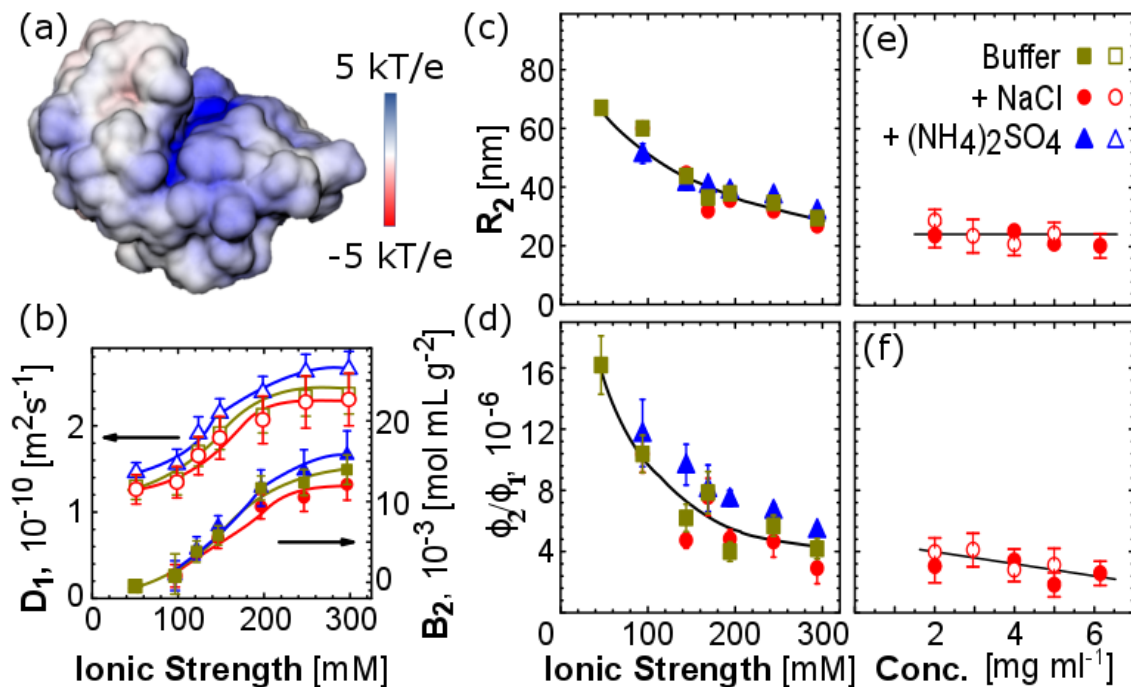 (a)
5 kT/e
-5 kT/e
(b)
D1, 10-10 [m2s-1]
2
1
0
20
10
0
B2, 10-3 [mol mL g-2]
0 100 200 300
Ionic Strength [mM]
(c)
R2 [nm]
80
60
40
20
0
(d)
ϕ2/ϕ1, 10-6
16
12
8
4
0 100 200 300
Ionic Strength [mM]
(e)
Buffer
+ NaCl
+ (NH4)2SO4
(f)
2 4 6
Conc. [mg ml-1]